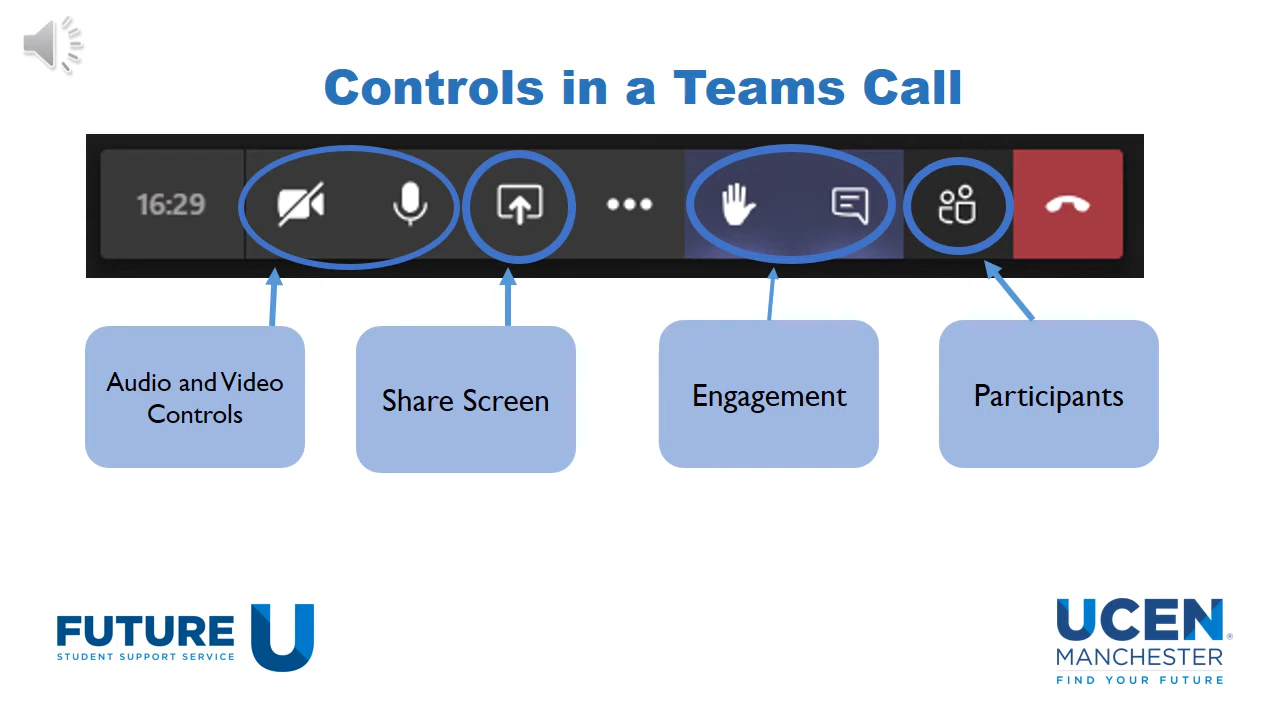 Controls in a Teams Call
16:29
Audio and Video
Controls
Share Screen
Engagement
Participants
FUTURE U
STUDENT SUPPORT SERVICE
UCEN®
MANCHESTER
FIND YOUR FUTURE